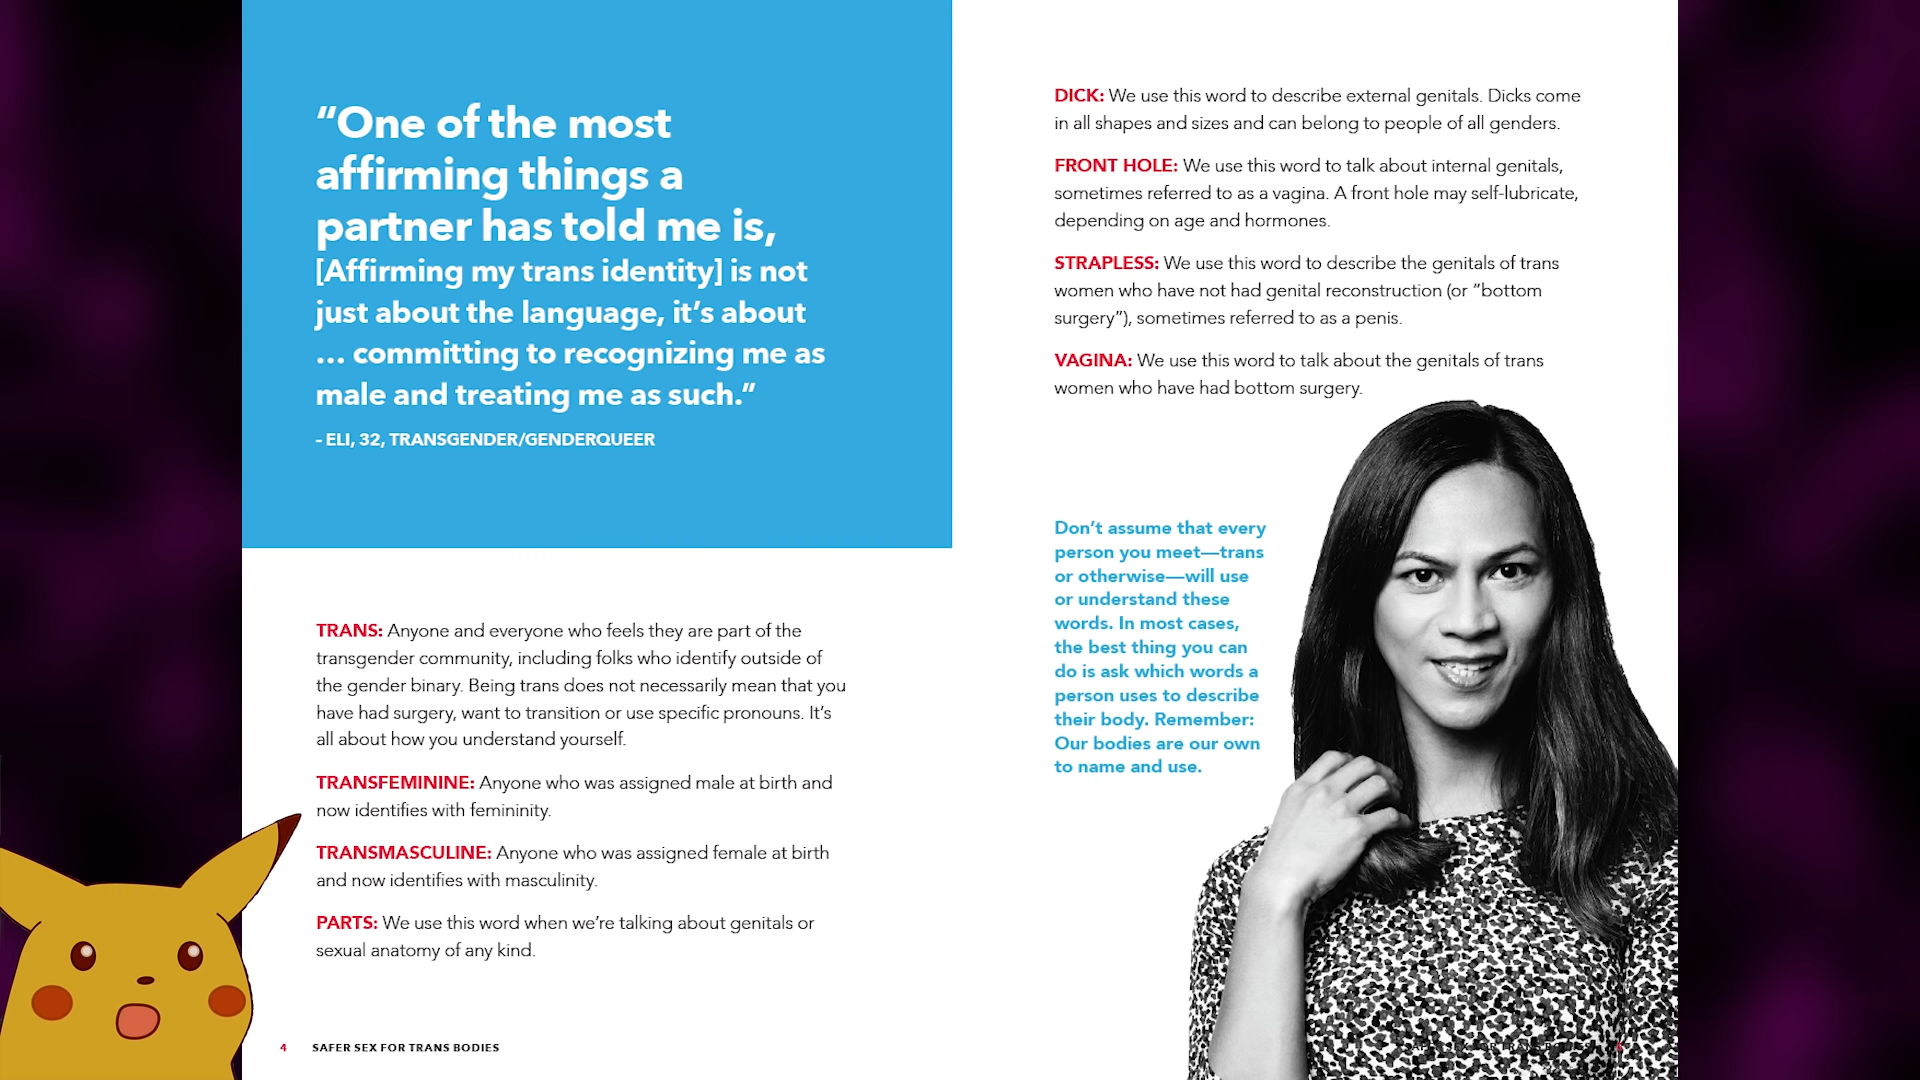 “One of the most
affirming things a
partner has told me is,
[Affirming my trans identity] is not
just about the language, it’s about
… committing to recognizing me as
male and treating me as such.”
– ELI, 32, TRANSGENDER/GENDERQUEER
TRANS: Anyone and everyone who feels they are part of the
transgender community, including folks who identify outside of
the gender binary. Being trans does not necessarily mean that you
have had surgery, want to transition or use specific pronouns. It’s
all about how you understand yourself.
TRANSFEMININE: Anyone who was assigned male at birth and
now identifies with femininity.
TRANSMASCULINE: Anyone who was assigned female at birth
and now identifies with masculinity.
PARTS: We use this word when we’re talking about genitals or
sexual anatomy of any kind.
4 SAFER SEX FOR TRANS BODIES
DICK: We use this word to describe external genitals. Dicks come
in all shapes and sizes and can belong to people of all genders.
FRONT HOLE: We use this word to talk about internal genitals,
sometimes referred to as a vagina. A front hole may self-lubricate,
depending on age and hormones.
STRAPLESS: We use this word to describe the genitals of trans
women who have not had genital reconstruction (or “bottom
surgery”), sometimes referred to as a penis.
VAGINA: We use this word to talk about the genitals of trans
women who have had bottom surgery.
Don’t assume that every
person you meet—trans
or otherwise—will use
or understand these
words. In most cases,
the best thing you can
do is ask which words a
person uses to describe
their body. Remember:
Our bodies are our own
to name and use.
SAFER SEX FOR TRANS BODIES